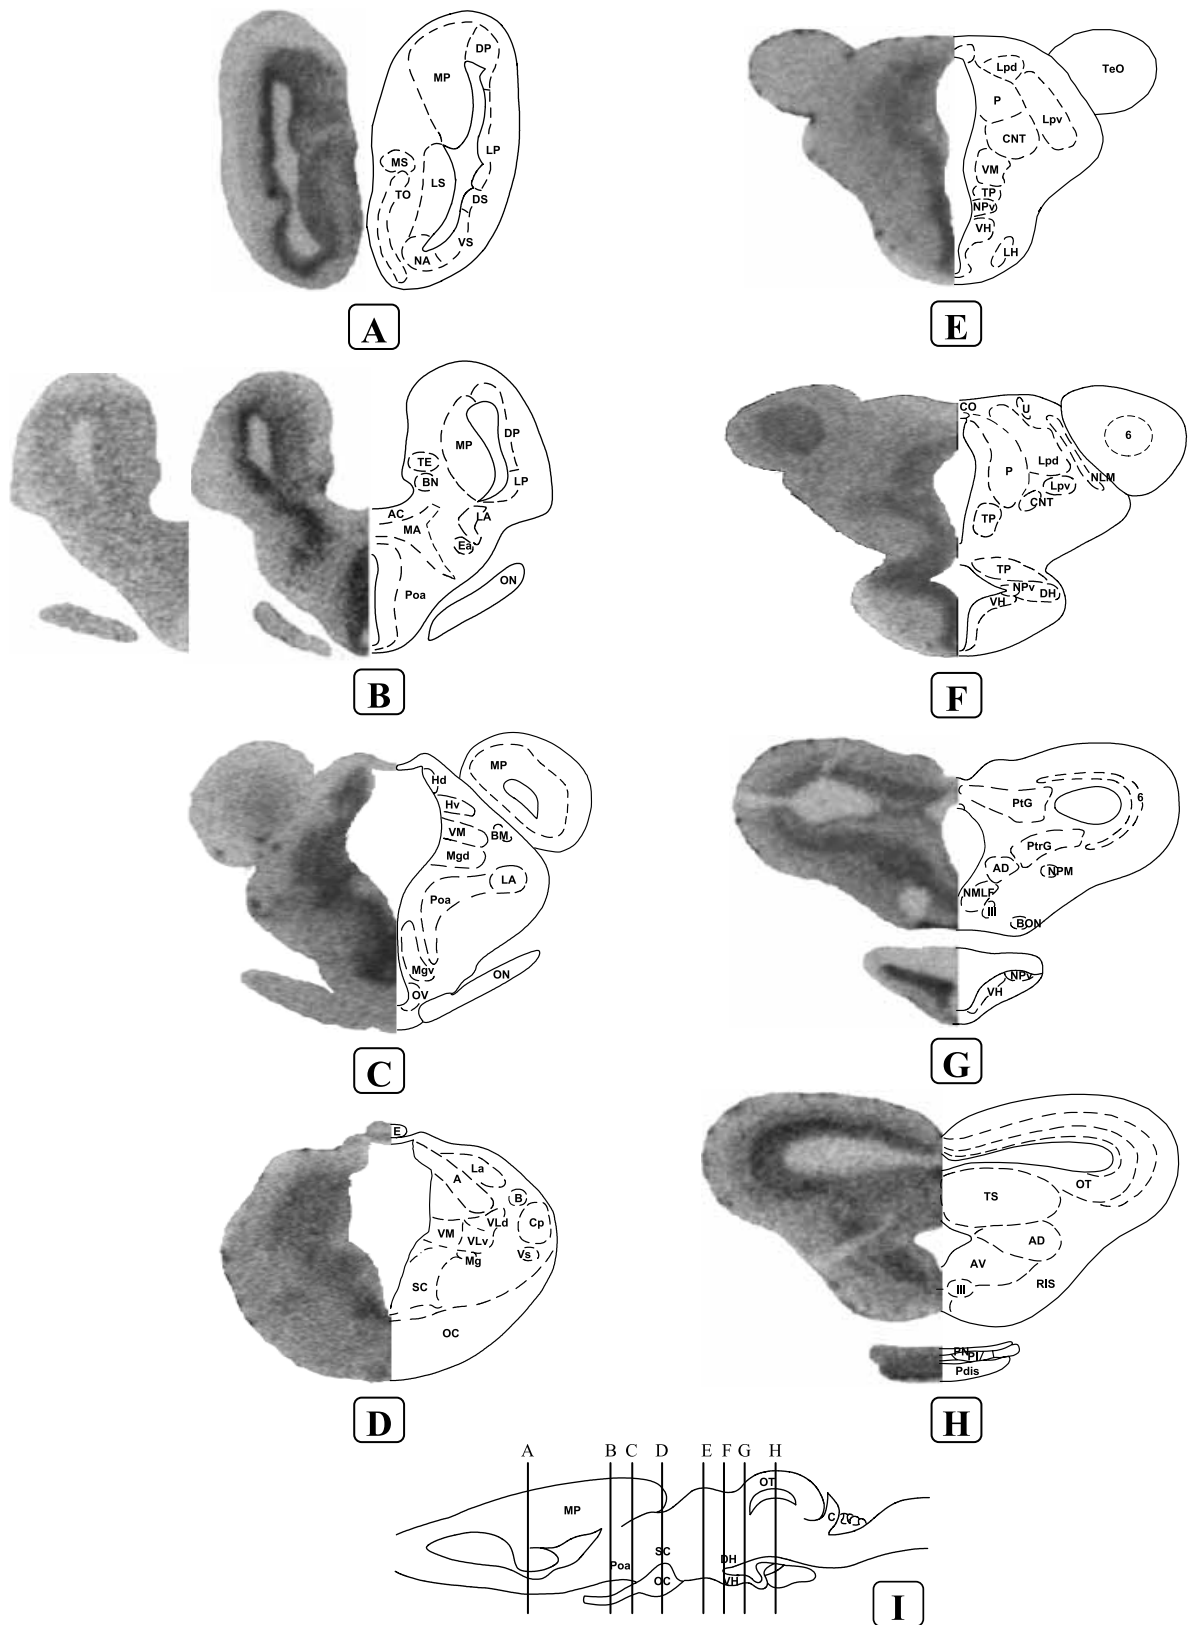 DP
MP
LP
MS
LS
TO
DS
VS
NA
A
TeO
Lpd
P
Lpv
CNT
VM
TP
NPv
VH
LH
E
DP
MP
TE
LP
BN
AC
LA
MA
Ea
ON
Poa
B
CO
U
6
P
Lpd
NLM
Lpv
CNT
TP
TP
NPv
DH
VH
F
MP
Hd
Hv
VM
BM
Mgd
LA
Poa
Mgv
ON
OV
C
PtG
6
PtrG
AD
NPM
NMLF
III
BON
NPv
VH
G
E
La
A
B
VLd
Cp
VM
VLv
Vs
Mg
SC
OC
D
OT
TS
AD
AV
RIS
III
PN
PI
Pdis
H
A B C D E F G H
OT
MP
C
SC
Poa
DH
OC
VH
I